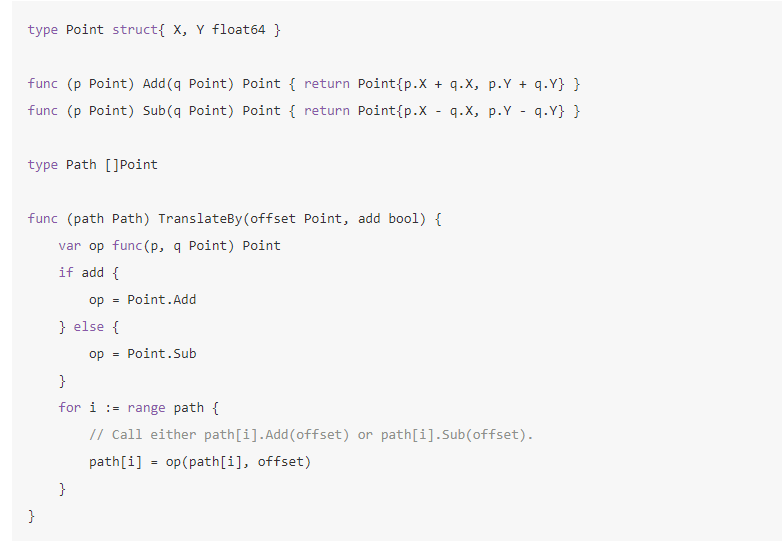 type Point struct{ X, Y float64 }
func (p Point) Add(q Point) Point { return Point{p.X + q.X, p.Y + q.Y} }
func (p Point) Sub(q Point) Point { return Point{p.X - q.X, p.Y - q.Y} }
type Path []Point
func (path Path) TranslateBy(offset Point, add bool) {
    var op func(p, q Point) Point
    if add {
        op = Point.Add
    } else {
        op = Point.Sub
    }
    for i := range path {
        // Call either path[i].Add(offset) or path[i].Sub(offset).
        path[i] = op(path[i], offset)
    }
}